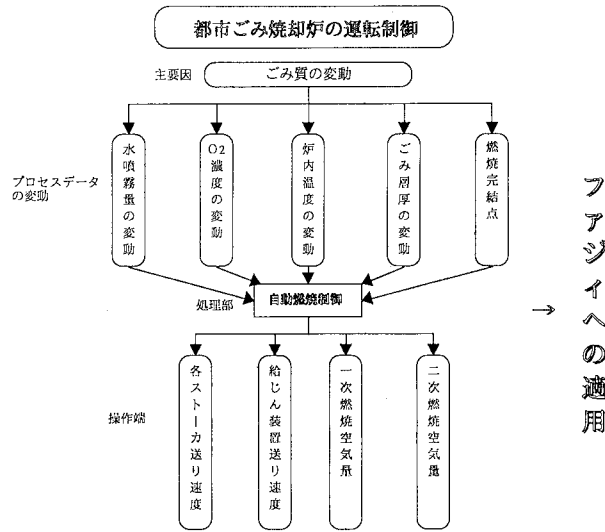 都市ごみ焼却炉の運転制御
主要因
ごみ質の変動
プロセスデータ
の変動
水噴霧量の変動
O2濃度の変動
炉内温度の変動
ごみ層厚の変動
燃焼完結点
処理部
自動燃焼制御
操作端
各ストーカ送り速度
給じん装置送り速度
一次燃焼空気量
二次燃焼空気量
→
ファジィへの適用